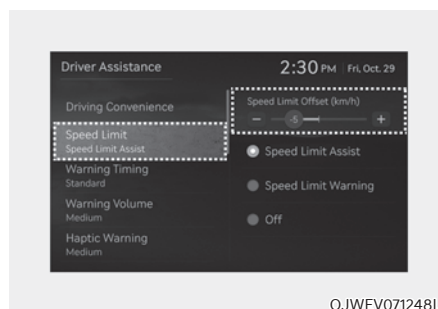 Driver Assistance
2:30 PM Fri, Oct. 29
Driving Convenience
Speed Limit
Speed Limit Assist
Warning Timing
Standard
Warning Volume
Medium
Haptic Warning
Medium
Speed Limit Offset (km/h)
− -5 +
Speed Limit Assist
Speed Limit Warning
Off
OJWEV071248L